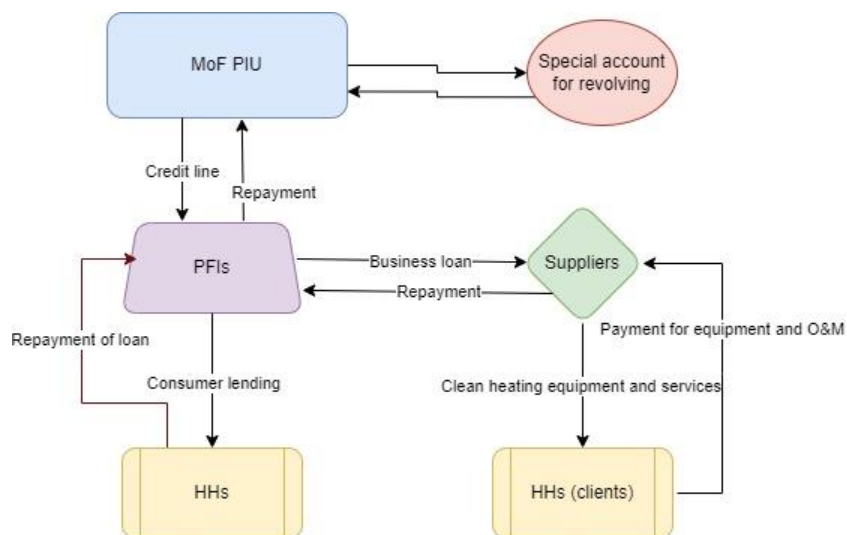 MoF PIU
Special account
for revolving
Credit line
Repayment
PFIs
Business loan
Suppliers
Repayment
Repayment of loan
Payment for equipment and O&M
Consumer lending
Clean heating equipment and services
HHs
HHs (clients)